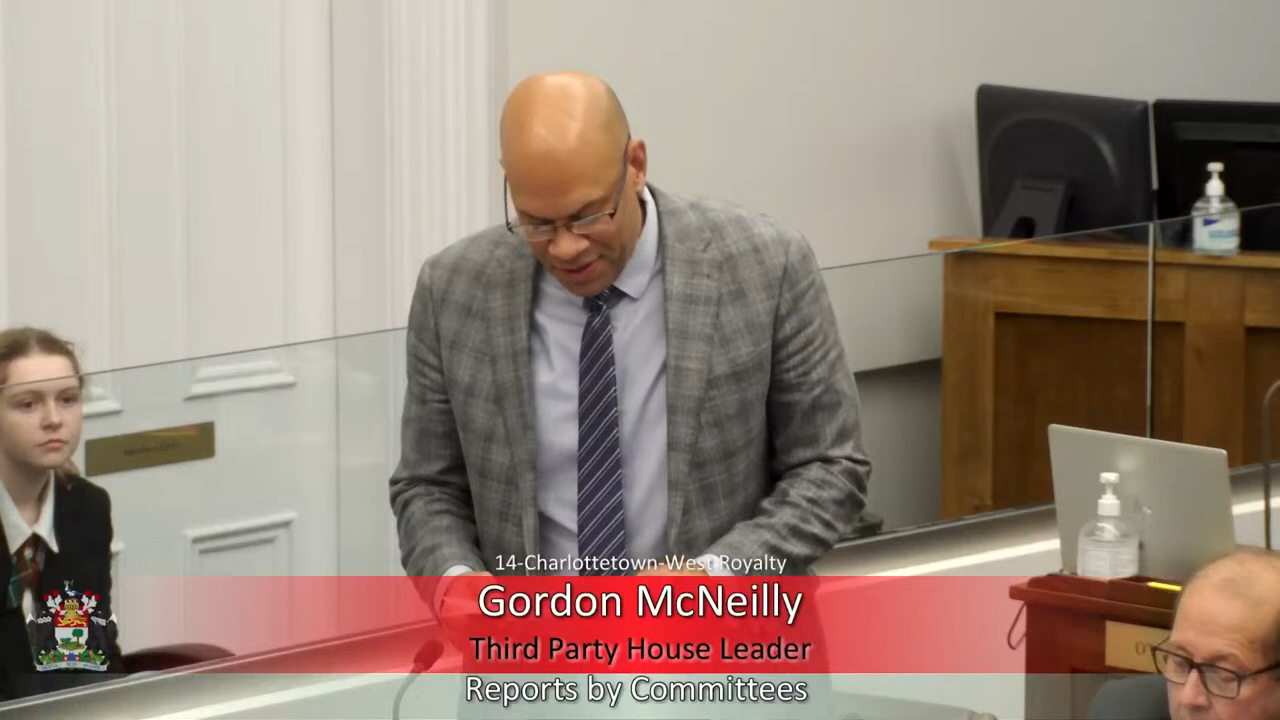 14-Charlottetown-West Royalty
Gordon McNeilly
Third Party House Leader
Reports by Committees